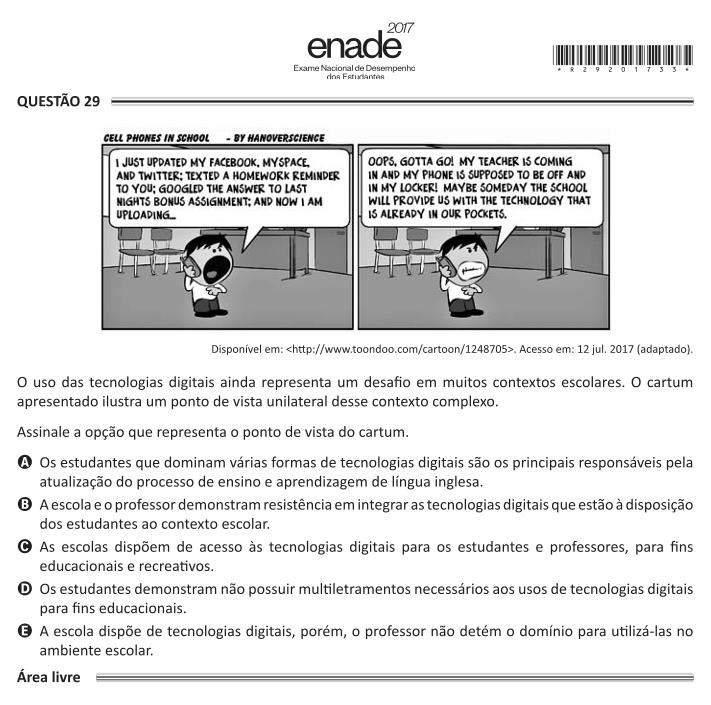 2017
enade
Exame Nacional de Desempenho
dos Estudantes
*R2920173 3*
QUESTÃO 29
CELL PHONES IN SCHOOL - BY HANOVERSCIENCE
I JUST UPDATED MY FACEBOOK, MYSPACE,
AND TWITTER; TEXTED A HOMEWORK REMINDER
TO YOU; GOOGLED THE ANSWER TO LAST
NIGHTS BONUS ASSIGNMENT; AND NOW I AM
UPLOADING...
OOPS, GOTTA GO! MY TEACHER IS COMING
IN AND MY PHONE IS SUPPOSED TO BE OFF AND
IN MY LOCKER! MAYBE SOMEDAY THE SCHOOL
WILL PROVIDE US WITH THE TECHNOLOGY THAT
IS ALREADY IN OUR POCKETS.
Disponível em: <http://www.toondoo.com/cartoon/1248705>. Acesso em: 12 jul. 2017 (adaptado).
O uso das tecnologias digitais ainda representa um desafio em muitos contextos escolares. O cartum
apresentado ilustra um ponto de vista unilateral desse contexto complexo.
Assinale a opção que representa o ponto de vista do cartum.
A Os estudantes que dominam várias formas de tecnologias digitais são os principais responsáveis pela
atualização do processo de ensino e aprendizagem de língua inglesa.
B A escola e o professor demonstram resistência em integrar as tecnologias digitais que estão à disposição
dos estudantes ao contexto escolar.
C As escolas dispõem de acesso às tecnologias digitais para os estudantes e professores, para fins
educacionais e recreativos.
D Os estudantes demonstram não possuir multiletramentos necessários aos usos de tecnologias digitais
para fins educacionais.
E A escola dispõe de tecnologias digitais, porém, o professor não detém o domínio para utilizá-las no
ambiente escolar.
Área livre